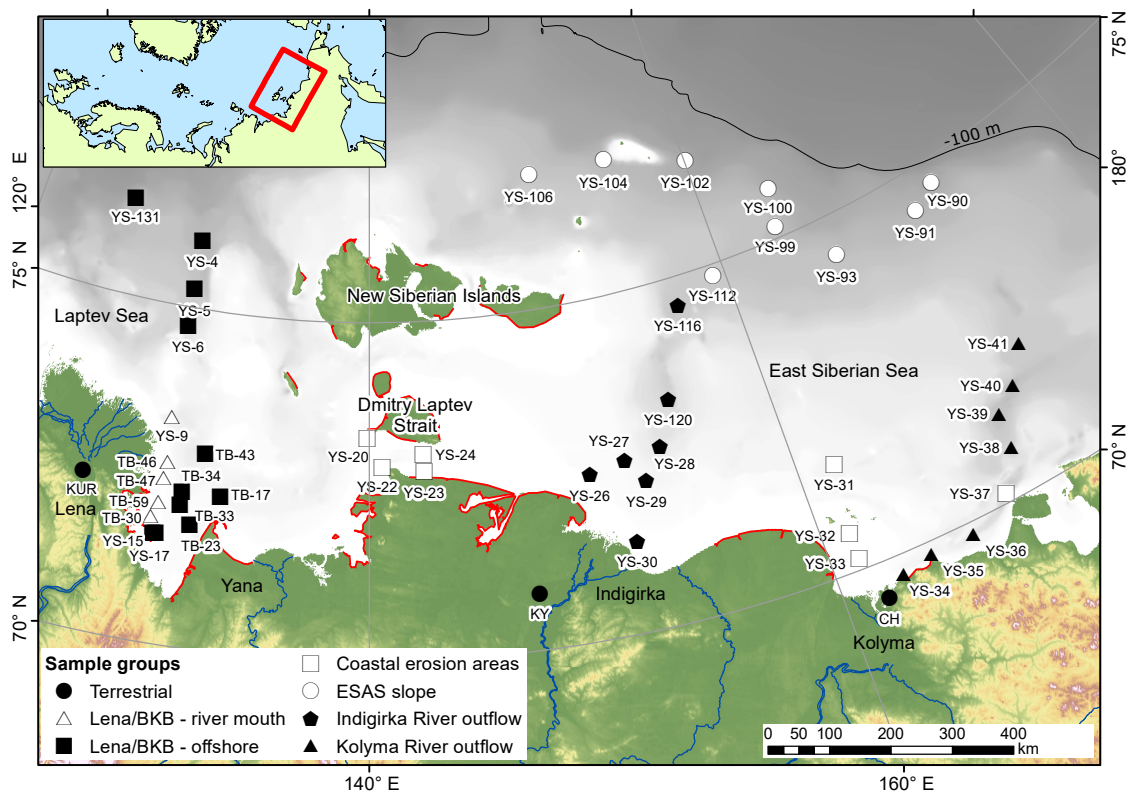 75° N
180°
-100 m
120° E
75° N
YS-106
YS-104
YS-102
YS-100
YS-90
YS-99
YS-91
YS-93
YS-112
YS-131
YS-4
YS-5
YS-6
Laptev Sea
New Siberian Islands
YS-116
East Siberian Sea
YS-41
YS-40
YS-39
YS-38
YS-37
YS-36
YS-35
YS-34
Dmitry Laptev
Strait
YS-120
YS-9
TB-43
YS-20
YS-24
YS-22
YS-23
YS-27
YS-28
YS-26
YS-29
YS-30
YS-31
YS-32
YS-33
70° N
TB-46
TB-47
TB-34
TB-59
TB-17
TB-30
TB-33
YS-15
YS-17
TB-23
KUR
Lena
Yana
KY
Indigirka
CH
Kolyma
70° N
Sample groups
Terrestrial
Lena/BKB - river mouth
Lena/BKB - offshore
Coastal erosion areas
ESAS slope
Indigirka River outflow
Kolyma River outflow
0 50 100 200 300 400
km
140° E
160° E